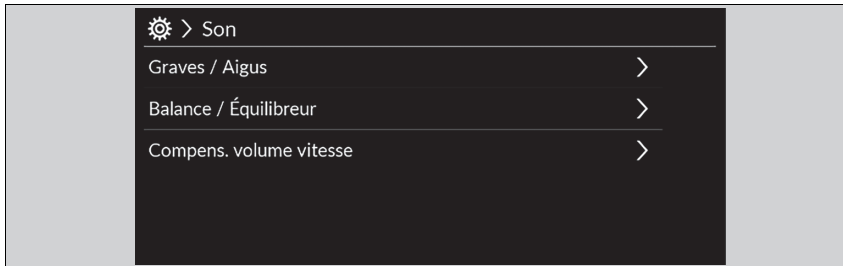 Son
Graves / Aigus
Balance / Équilibreur
Compens. volume vitesse